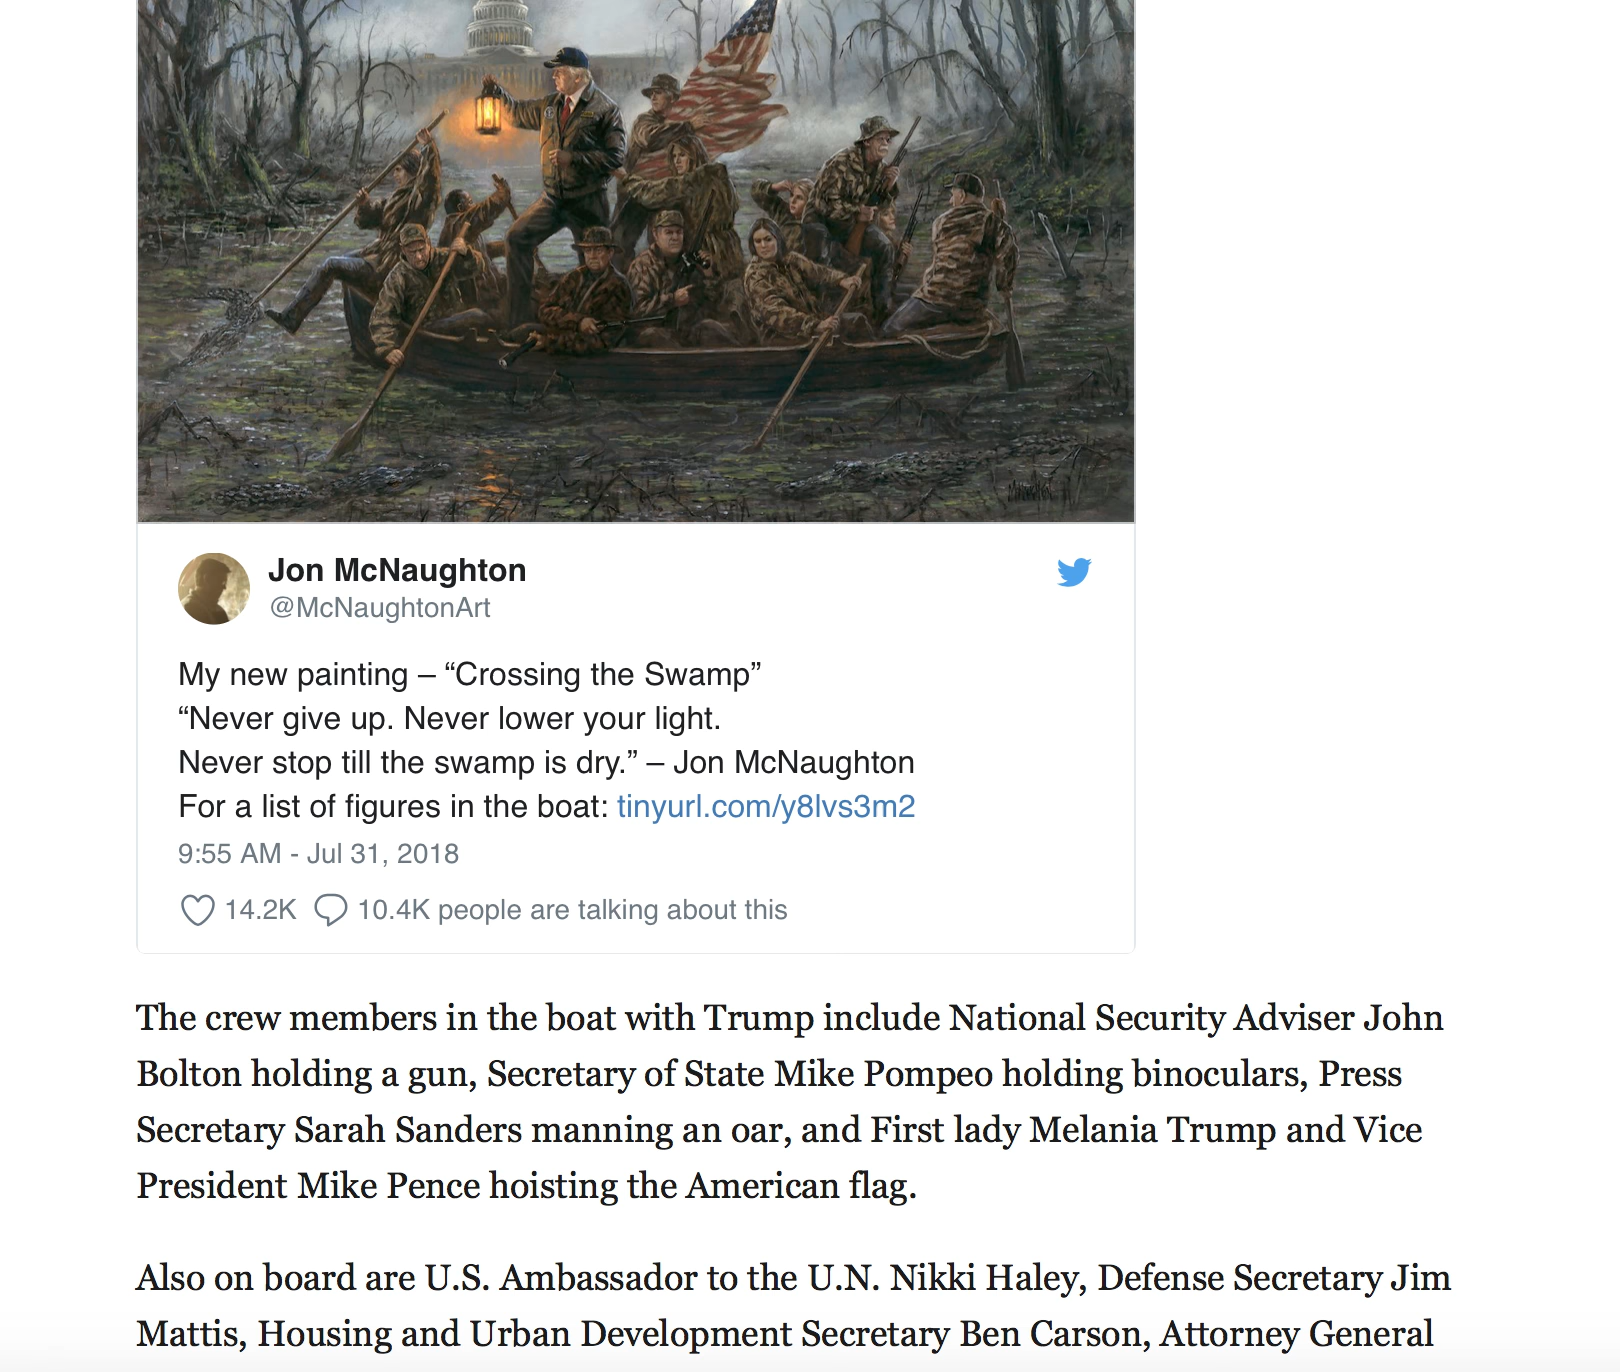 Jon McNaughton
@McNaughtonArt
My new painting – “Crossing the Swamp”
“Never give up. Never lower your light.
Never stop till the swamp is dry.” – Jon McNaughton
For a list of figures in the boat: tinyurl.com/y8lvs3m2
9:55 AM - Jul 31, 2018
14.2K 10.4K people are talking about this
The crew members in the boat with Trump include National Security Adviser John
Bolton holding a gun, Secretary of State Mike Pompeo holding binoculars, Press
Secretary Sarah Sanders manning an oar, and First lady Melania Trump and Vice
President Mike Pence hoisting the American flag.
Also on board are U.S. Ambassador to the U.N. Nikki Haley, Defense Secretary Jim
Mattis, Housing and Urban Development Secretary Ben Carson, Attorney General